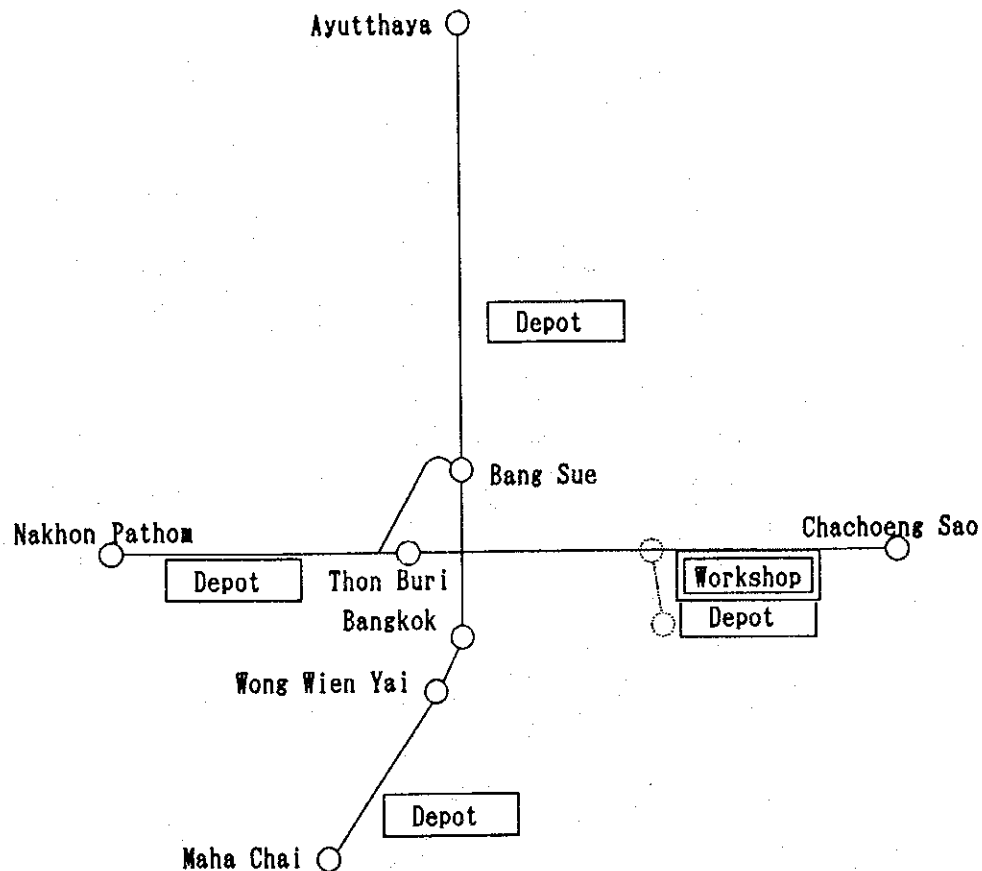 Ayutthaya
Depot
Bang Sue
Nakhon Pathom
Chachoeng Sao
Depot
Thon Buri
Workshop
Depot
Bangkok
Wong Wien Yai
Depot
Maha Chai